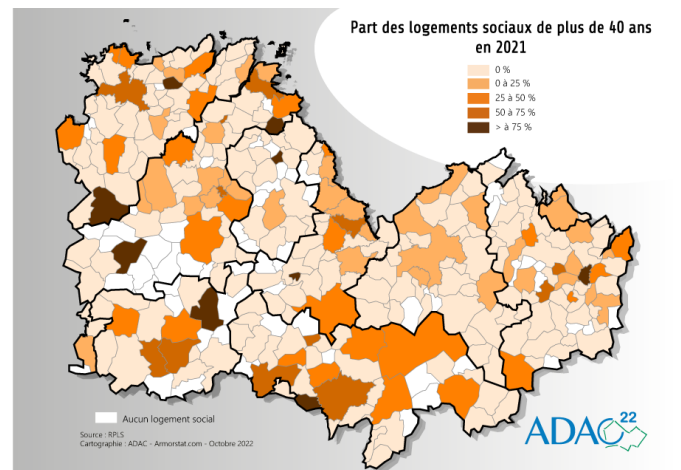 Part des logements sociaux de plus de 40 ans
en 2021
0 %
0 à 25 %
25 à 50 %
50 à 75 %
> à 75 %
Aucun logement social
Source : RPLS
Cartographie : ADAC - Armorstat.com - Octobre 2022
ADAC 22